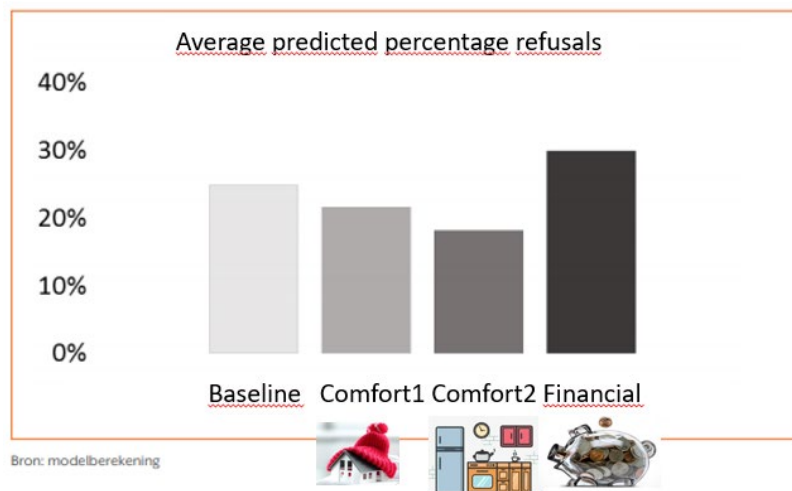 Average predicted percentage refusals
40%
30%
20%
10%
0%
Baseline Comfort1 Comfort2 Financial
Bron: modelberekening